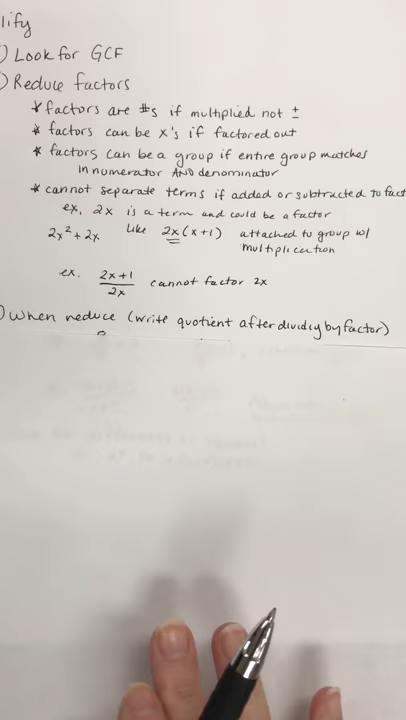 lify
) Look for GCF
) Reduce factors
* factors are #s if multiplied not ±
* factors can be x's if factored out
* factors can be a group if entire group matches
in numerator AND denominator
* cannot separate terms if added or subtracted to fact
ex, 2x is a term and could be a factor
2x² + 2x like 2x(x+1) attached to group w/
multiplication
ex. 2x+1/2x cannot factor 2x
) When reduce (write quotient after dividiy by factor)